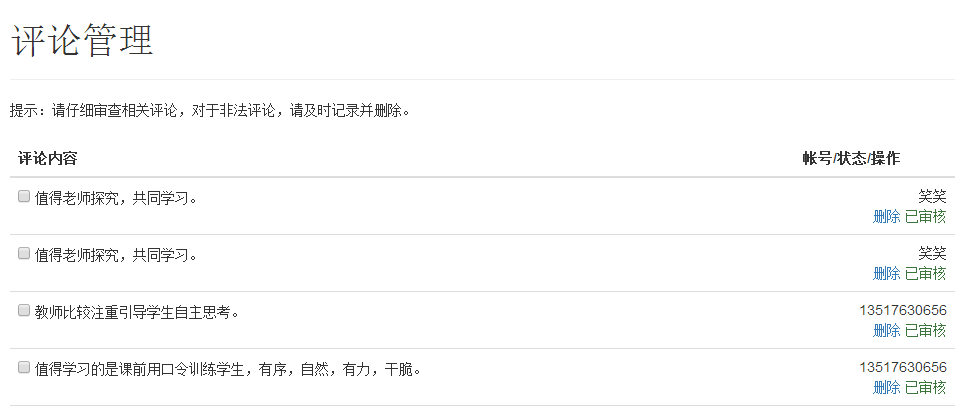 评论管理
提示：请仔细审查相关评论，对于非法评论，请及时记录并删除。
评论内容 帐号/状态/操作
值得老师探究，共同学习。 笑笑
删除 已审核
值得老师探究，共同学习。 笑笑
删除 已审核
教师比较注重引导学生自主思考。 13517630656
删除 已审核
值得学习的是课前用口令训练学生，有序，自然，有力，干脆。 13517630656
删除 已审核